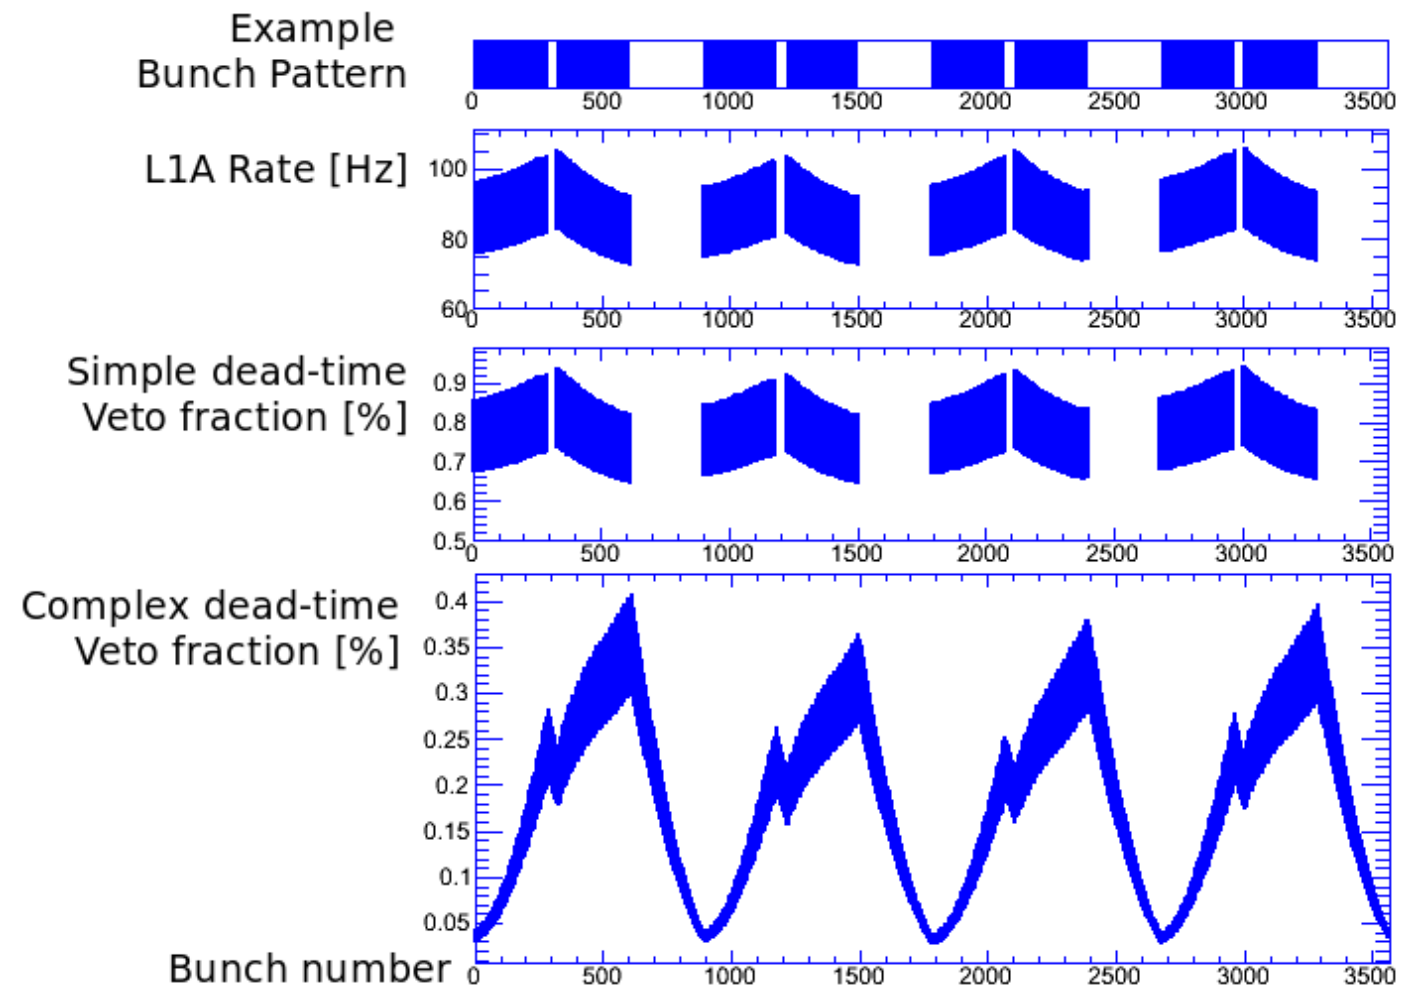 Example
Bunch Pattern
0 500 1000 1500 2000 2500 3000 3500
L1A Rate [Hz]
100
80
60
0 500 1000 1500 2000 2500 3000 3500
Simple dead-time
Veto fraction [%]
0.9
0.8
0.7
0.6
0.5
0 500 1000 1500 2000 2500 3000 3500
Complex dead-time
Veto fraction [%]
0.4
0.35
0.3
0.25
0.2
0.15
0.1
0.05
Bunch number
0 500 1000 1500 2000 2500 3000 3500